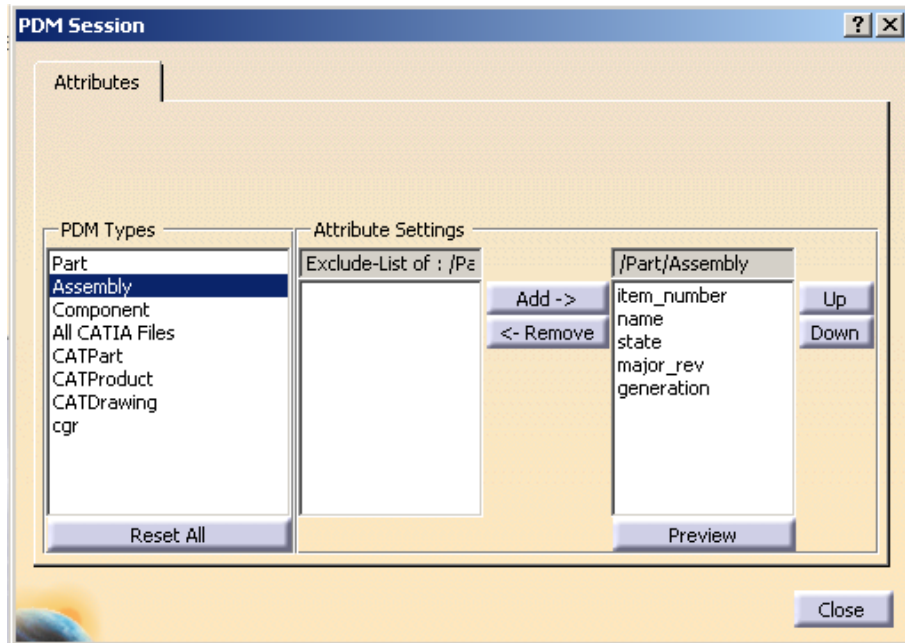 PDM Session
? X
Attributes
PDM Types
Attribute Settings
Part
Assembly
Component
All CATIA Files
CATPart
CATProduct
CATDrawing
cgr
Reset All
Exclude-List of : /Pa
Add ->
<- Remove
/Part/Assembly
item_number
name
state
major_rev
generation
Up
Down
Preview
Close